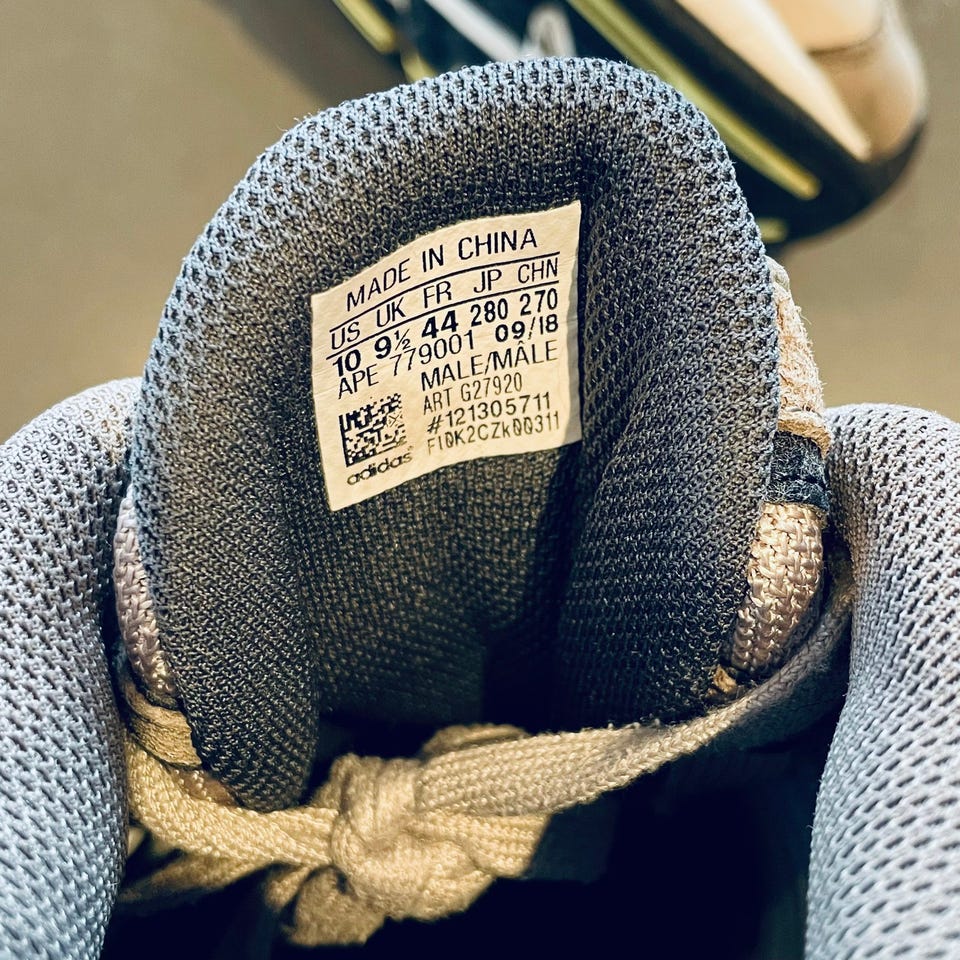 MADE IN CHINA
US UK FR JP CHN
10 9½ 44 280 270
APE 779001 09/18
MALE/MÂLE
ART G27920
#121305711
F10K2CZk00311
adidas